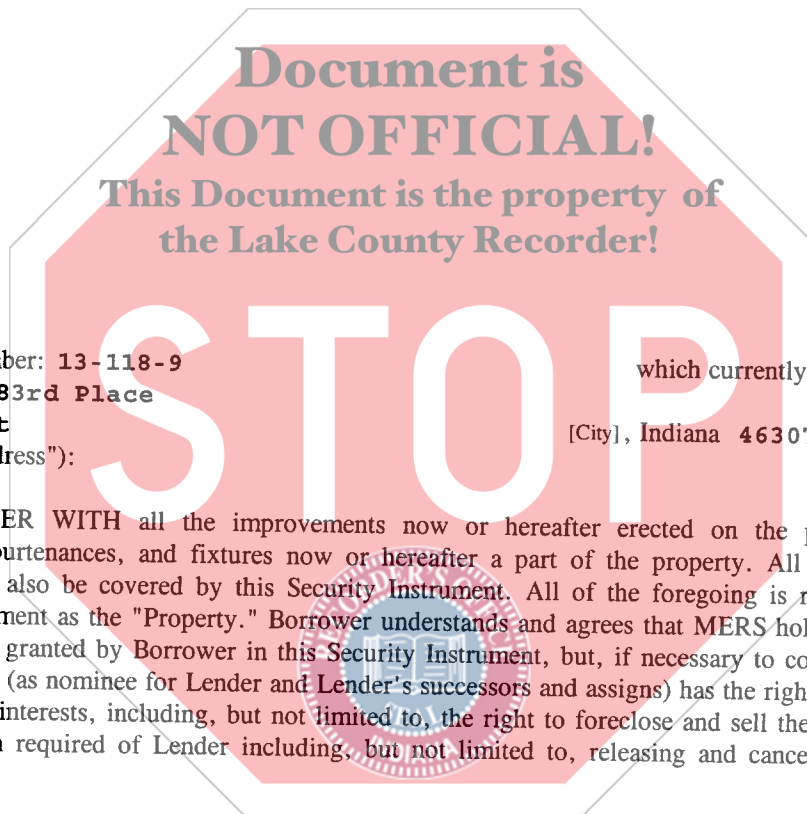 Document is
NOT OFFICIAL!
This Document is the property of
the Lake County Recorder!
STOP
ber: 13-118-9 which currently
83rd Place
[City], Indiana 46307
dress"):
ER WITH all the improvements now or hereafter erected on the p
urtenances, and fixtures now or hereafter a part of the property. All
also be covered by this Security Instrument. All of the foregoing is r
ment as the "Property." Borrower understands and agrees that MERS hol
granted by Borrower in this Security Instrument, but, if necessary to co
(as nominee for Lender and Lender's successors and assigns) has the righ
interests, including, but not limited to, the right to foreclose and sell the
required of Lender including, but not limited to, releasing and cance